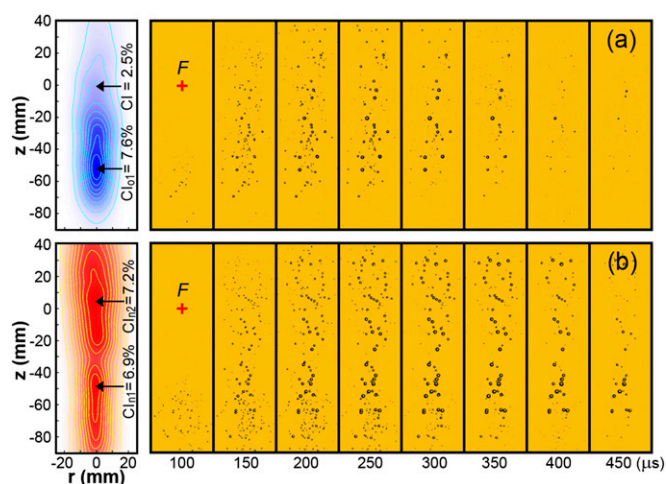 40
20
0
-20
-40
-60
-80
z (mm)
CI = 2.5%
CI₀₁= 7.6%
F
(a)
40
20
0
-20
-40
-60
-80
z (mm)
CIₙ₂= 7.2%
CIₙ₁= 6.9%
F
(b)
-20 0 20
r (mm)
100 150 200 250 300 350 400 450 (μs)